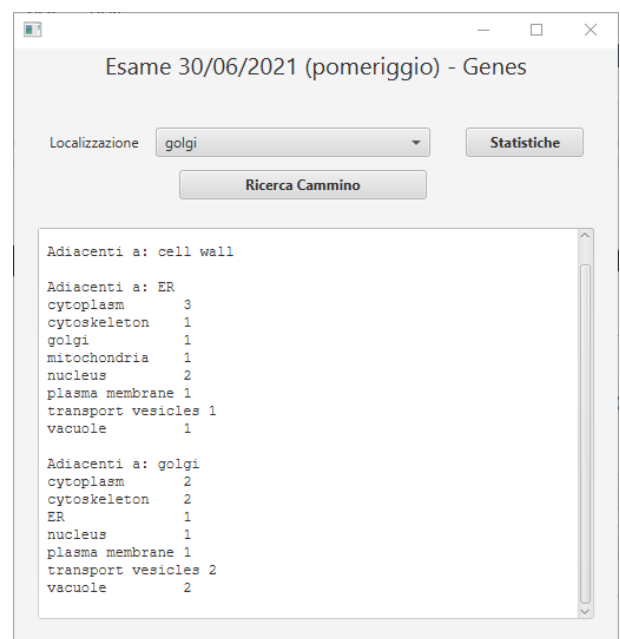 Esame 30/06/2021 (pomeriggio) - Genes
Localizzazione golgi Statistiche
Ricerca Cammino
Adiacenti a: cell wall
Adiacenti a: ER
cytoplasm 3
cytoskeleton 1
golgi 1
mitochondria 1
nucleus 2
plasma membrane 1
transport vesicles 1
vacuole 1
Adiacenti a: golgi
cytoplasm 2
cytoskeleton 2
ER 1
nucleus 1
plasma membrane 1
transport vesicles 2
vacuole 2